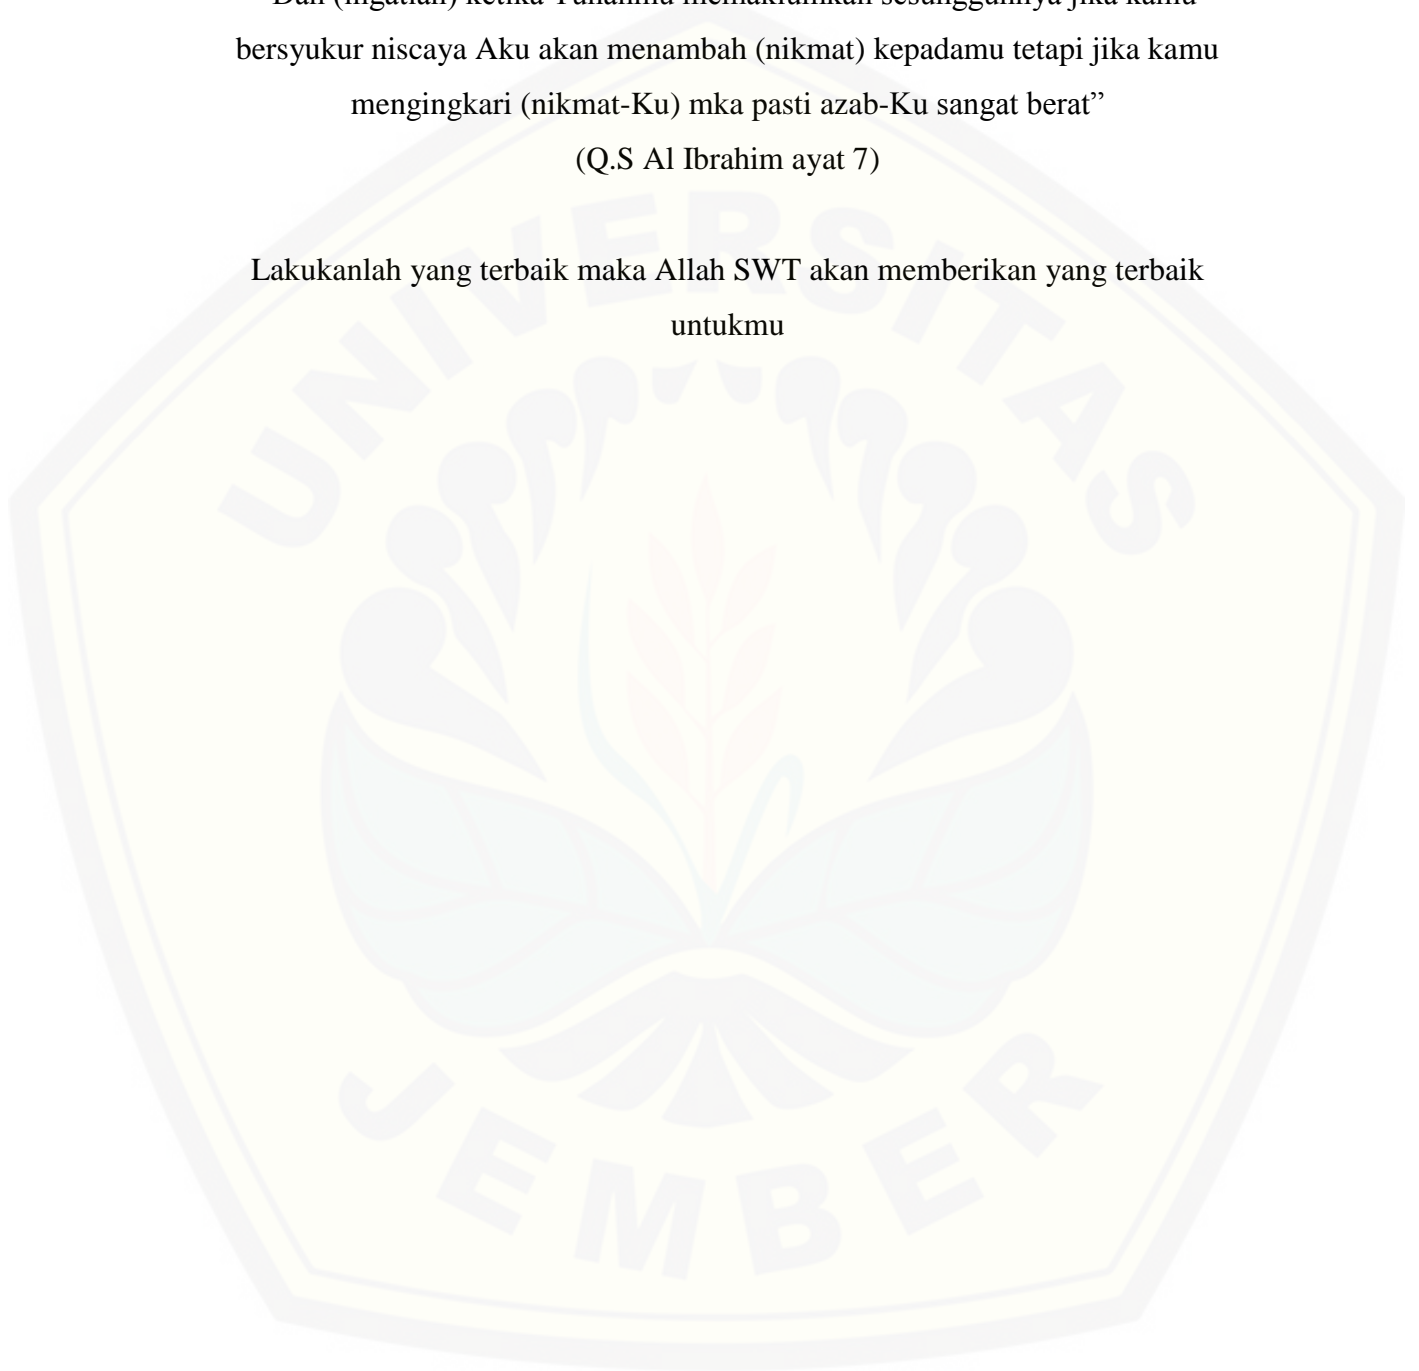 "Dan (ingatlah) ketika Tuhanmu memaklumkan sesungguhnya jika kamu
bersyukur niscaya Aku akan menambah (nikmat) kepadamu tetapi jika kamu
mengingkari (nikmat-Ku) mka pasti azab-Ku sangat berat”
(Q.S Al Ibrahim ayat 7)
Lakukanlah yang terbaik maka Allah SWT akan memberikan yang terbaik
untukmu
UNIVERSITAS
JEMBER